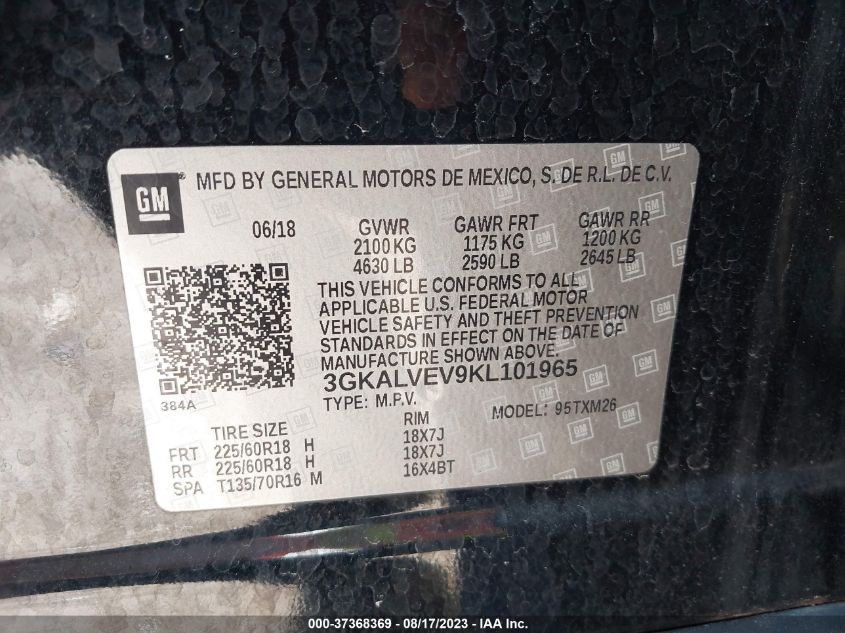 GM
MFD BY GENERAL MOTORS DE MEXICO, S. DE R.L. DE C.V.
06/18 GVWR GAWR FRT GAWR RR
2100 KG 1175 KG 1200 KG
4630 LB 2590 LB 2645 LB
THIS VEHICLE CONFORMS TO ALL
APPLICABLE U.S. FEDERAL MOTOR
VEHICLE SAFETY AND THEFT PREVENTION
STANDARDS IN EFFECT ON THE DATE OF
MANUFACTURE SHOWN ABOVE.
384A
3GKALVEV9KL101965
TYPE: M.P.V. MODEL: 95TXM26
TIRE SIZE RIM
FRT 225/60R18 H 18X7J
RR 225/60R18 H 18X7J
SPA T135/70R16 M 16X4BT
000-37368369 - 08/17/2023 - IAA Inc.